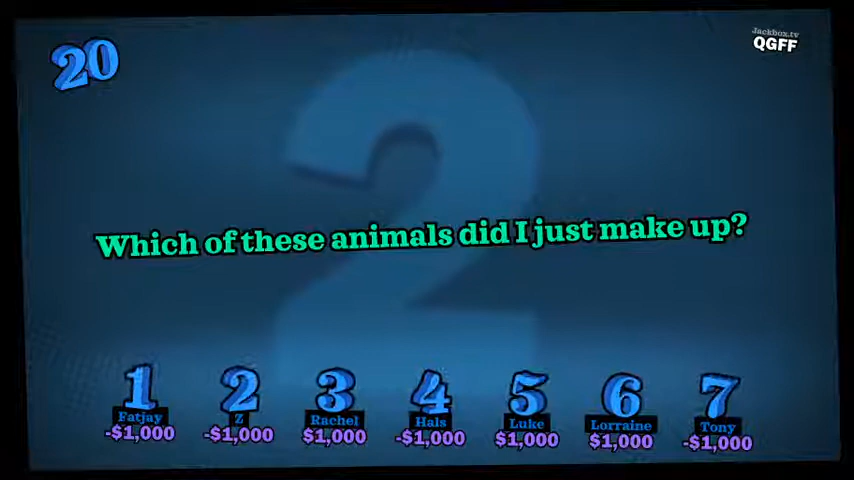 20
Jackbox.tv
QGFF
2
Which of these animals did I just make up?
1 2 3 4 5 6 7
Fatjay Z Rachel Hals Luke Lorraine Tony
-$1,000 -$1,000 $1,000 -$1,000 $1,000 $1,000 -$1,000